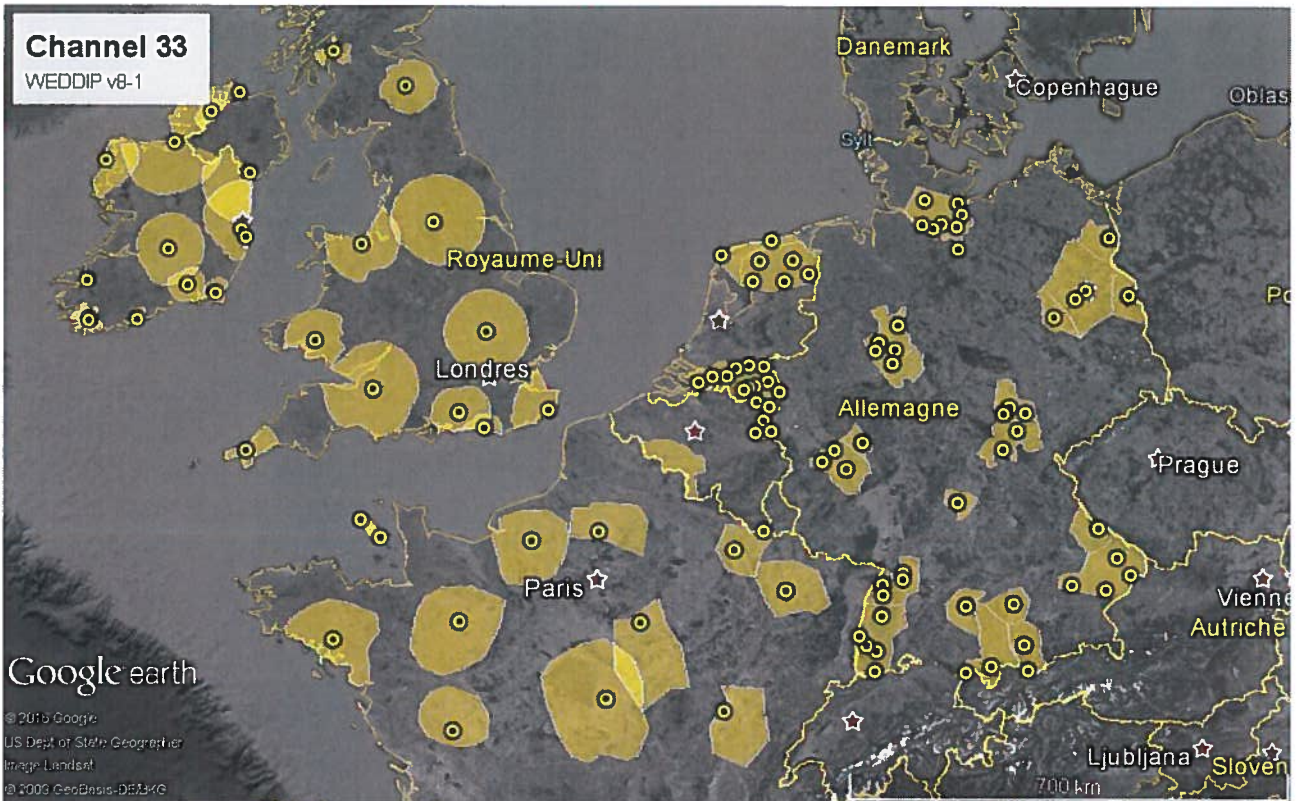 Channel 33
WEDDIP v8-1
Danemark
Copenhague
Oblas
Sylt
Royaume-Uni
Po
Londres
Allemagne
Prague
Paris
Vienne
Autriche
Google earth
© 2015 Google
US Dept of State Geographer
Image Landsat
© 2009 GeoBasis-DE/BKG
Ljubljana
Sloven
700 km